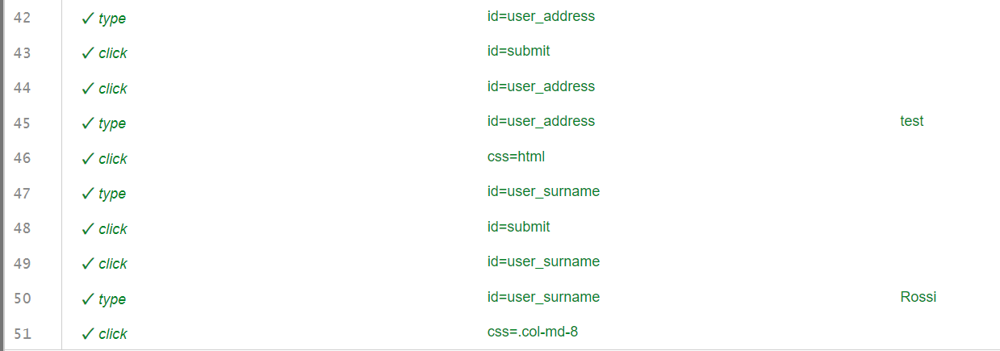 42 ✓ type id=user_address
43 ✓ click id=submit
44 ✓ click id=user_address
45 ✓ type id=user_address test
46 ✓ click css=html
47 ✓ type id=user_surname
48 ✓ click id=submit
49 ✓ click id=user_surname
50 ✓ type id=user_surname Rossi
51 ✓ click css=.col-md-8